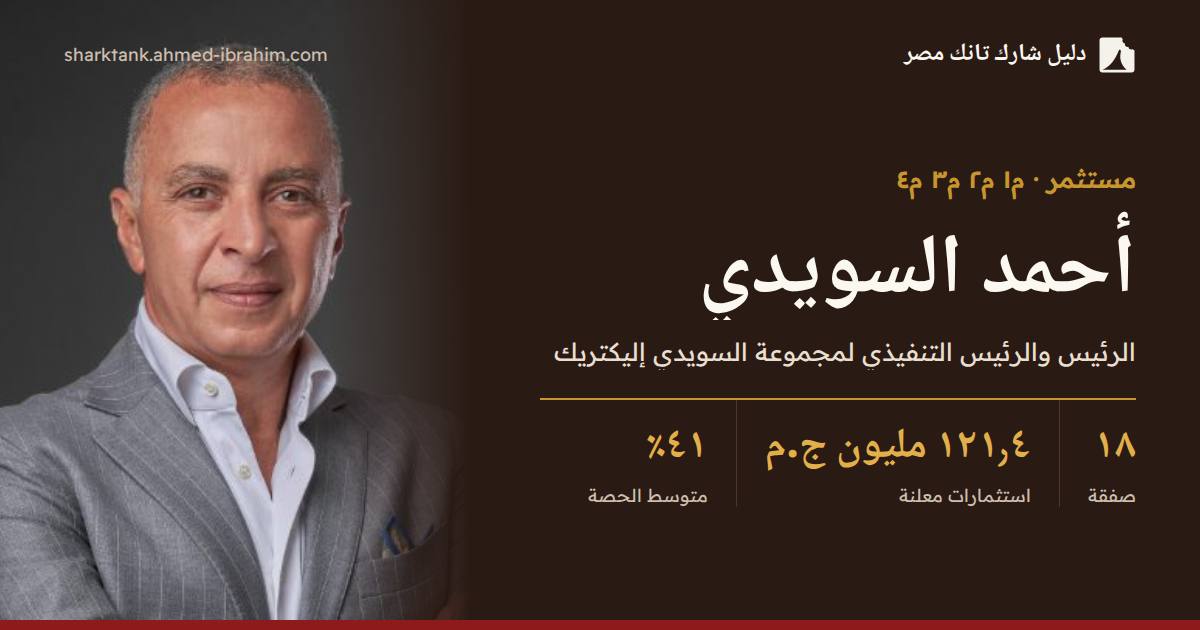 دليل شارك تانك مصر
sharktank.ahmed-ibrahim.com
مستثمر · م١ م٢ م٣ م٤
أحمد السويدي
الرئيس والرئيس التنفيذي لمجموعة السويدي إليكتريك
١٨
صفقة
١٢١٫٤ مليون ج.م
استثمارات معلنة
٤١٪
متوسط الحصة